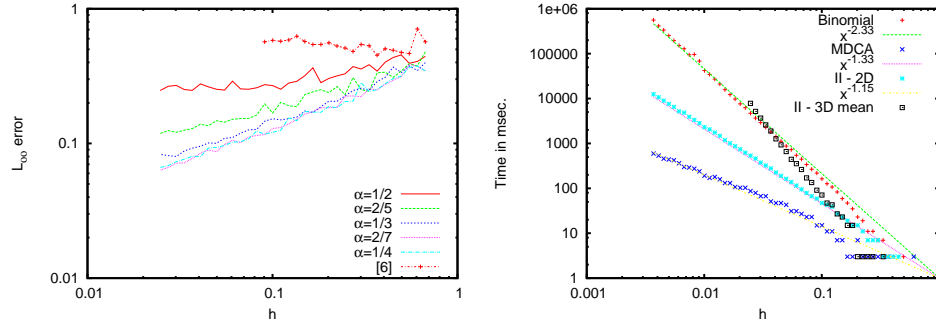 1
0.1
0.01
0.01
0.1
1
L_oo error
h
α=1/2
α=2/5
α=1/3
α=2/7
α=1/4
[6]
1e+06
100000
10000
1000
100
10
1
0.01
0.1
Time in msec.
h
Binomial
x^-2.33
MDCA
x^-1.33
II - 2D
x^-1.15
II - 3D mean